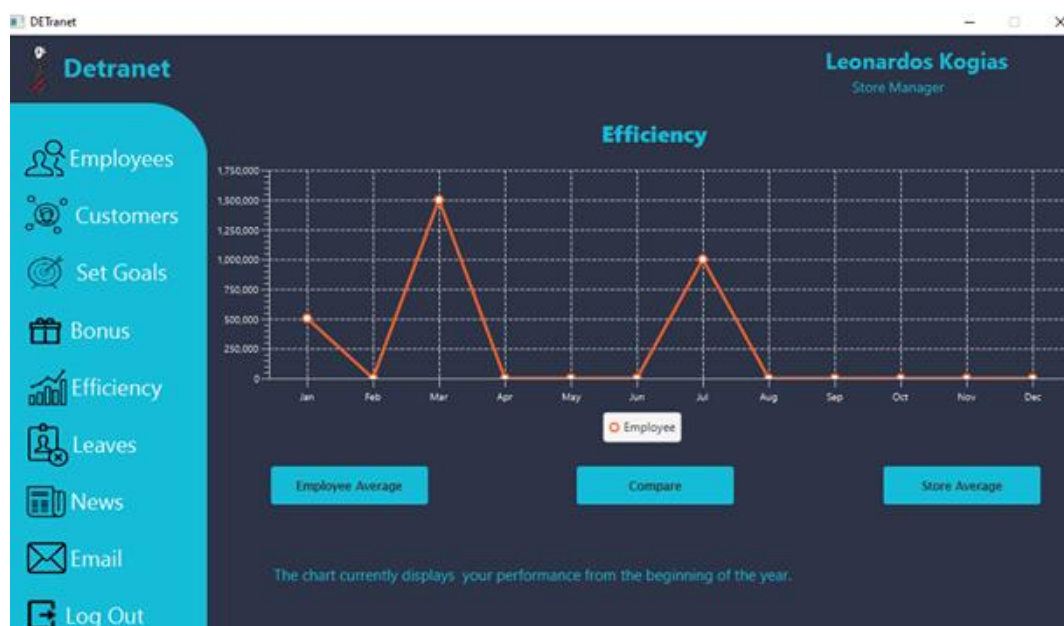 DETranet
Detranet
Leonardos Kogias
Store Manager
Employees
Customers
Set Goals
Bonus
Efficiency
Leaves
News
Email
Log Out
Efficiency
1,750,000
1,500,000
1,250,000
1,000,000
750,000
500,000
250,000
0
Jan Feb Mar Apr May Jun Jul Aug Sep Oct Nov Dec
Employee
Employee Average Compare Store Average
The chart currently displays your performance from the beginning of the year.